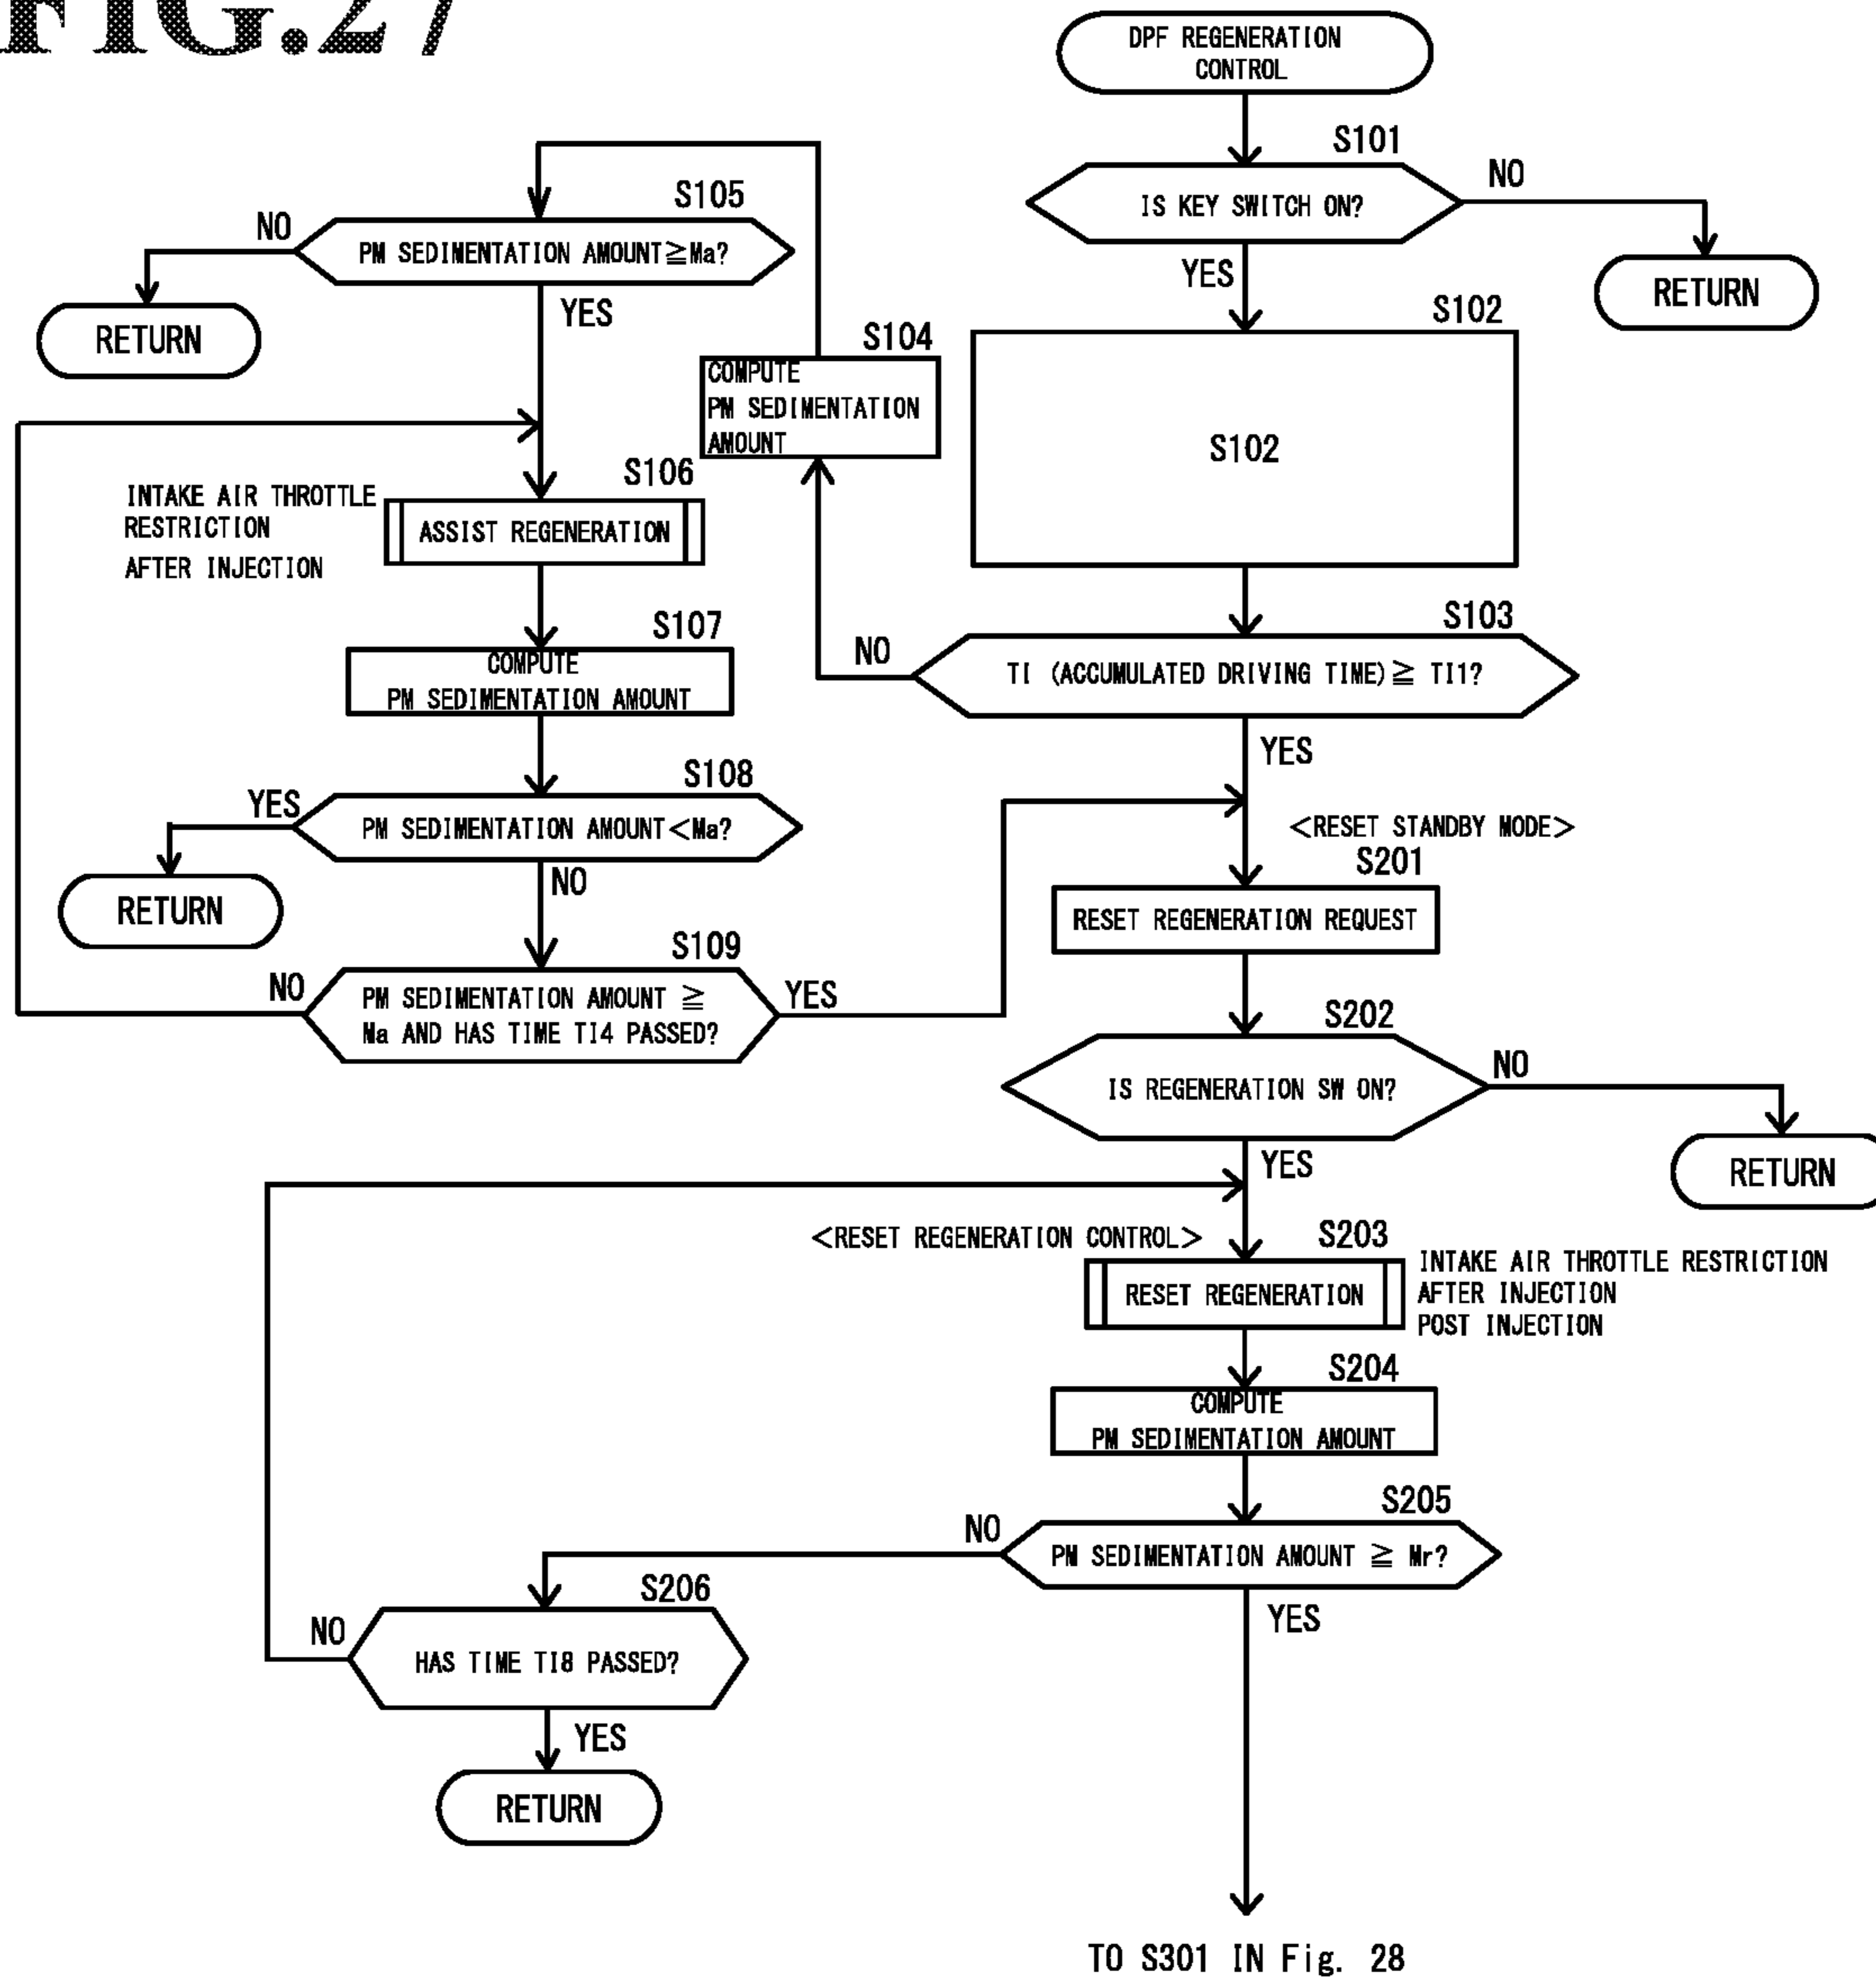 FIG.27
DPF REGENERATION
CONTROL
S101
IS KEY SWITCH ON?
NO
RETURN
YES
S102
S102
S103
TI (ACCUMULATED DRIVING TIME)≧ TI1?
NO
YES
S104
COMPUTE
PM SEDIMENTATION
AMOUNT
S105
PM SEDIMENTATION AMOUNT≧Ma?
NO
RETURN
YES
S106
INTAKE AIR THROTTLE
RESTRICTION
AFTER INJECTION
ASSIST REGENERATION
S107
COMPUTE
PM SEDIMENTATION AMOUNT
S108
PM SEDIMENTATION AMOUNT<Ma?
YES
RETURN
NO
S109
PM SEDIMENTATION AMOUNT ≧
Ma AND HAS TIME TI4 PASSED?
NO
YES
<RESET STANDBY MODE>
S201
RESET REGENERATION REQUEST
S202
IS REGENERATION SW ON?
NO
RETURN
YES
<RESET REGENERATION CONTROL>
S203
RESET REGENERATION
INTAKE AIR THROTTLE RESTRICTION
AFTER INJECTION
POST INJECTION
S204
COMPUTE
PM SEDIMENTATION AMOUNT
S205
PM SEDIMENTATION AMOUNT ≧ Mr?
NO
YES
S206
HAS TIME TI8 PASSED?
NO
YES
RETURN
TO S301 IN Fig. 28